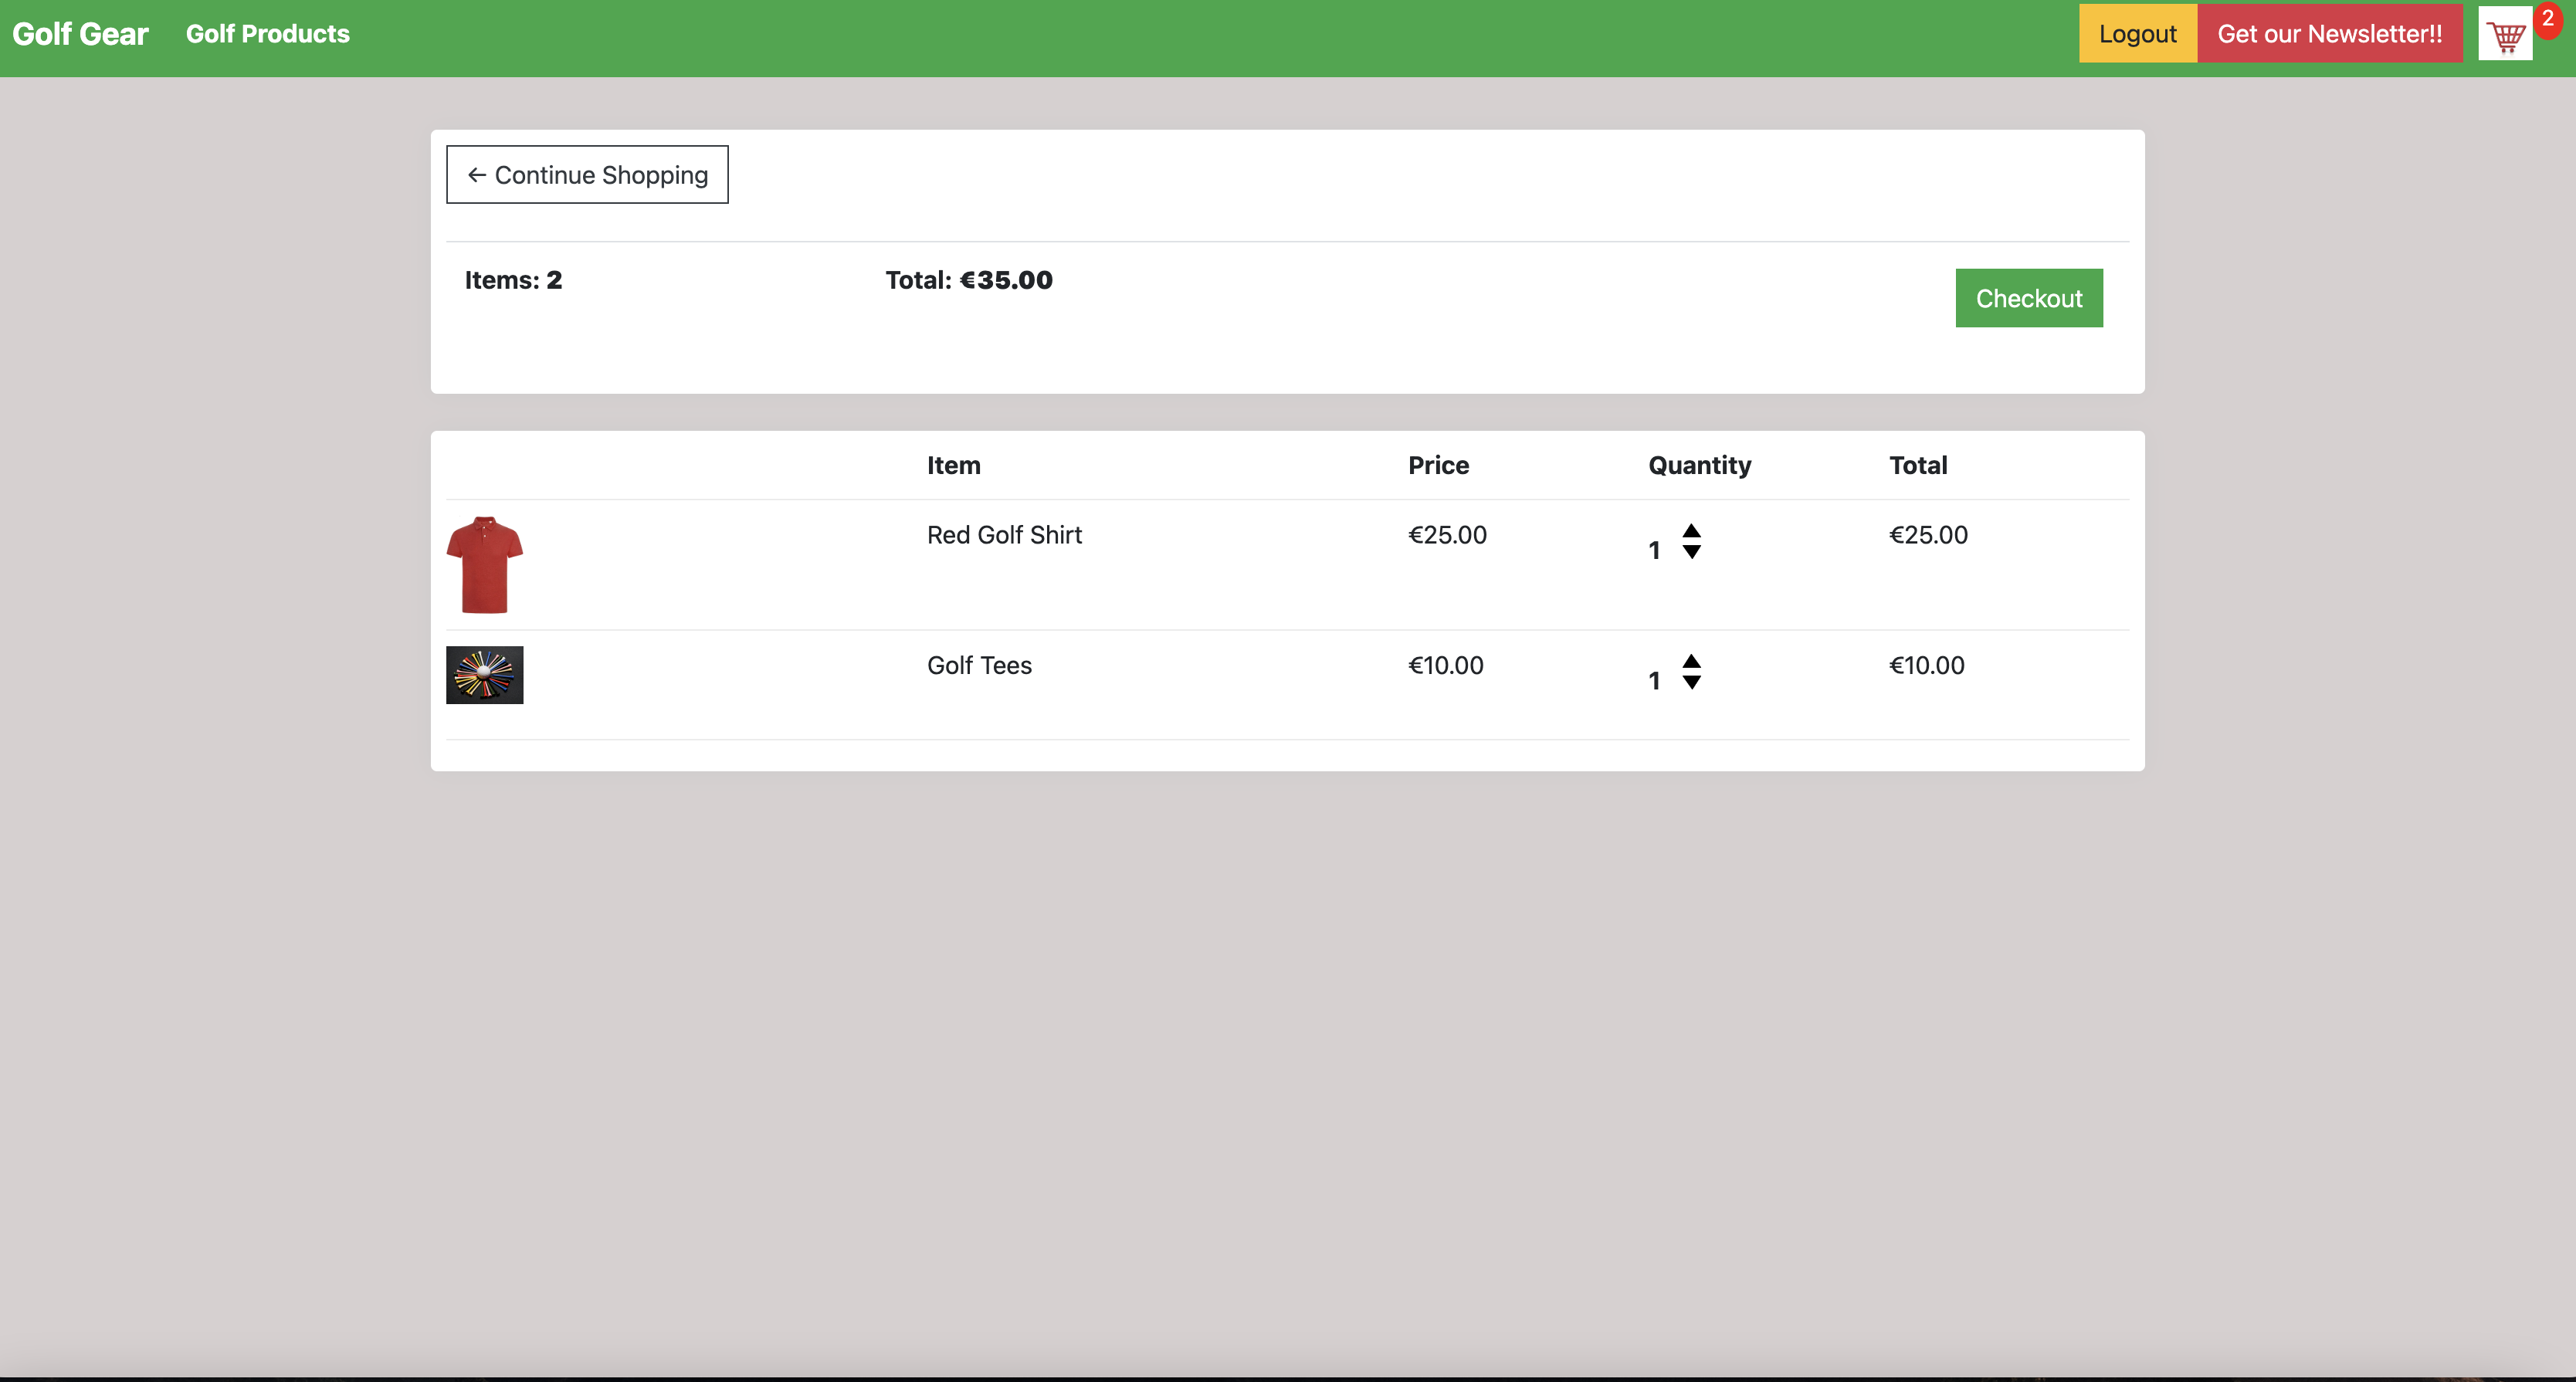 Golf Gear Golf Products Logout Get our Newsletter!! 2
← Continue Shopping
Items: 2 Total: €35.00 Checkout
Item Price Quantity Total
Red Golf Shirt €25.00 1 €25.00
Golf Tees €10.00 1 €10.00